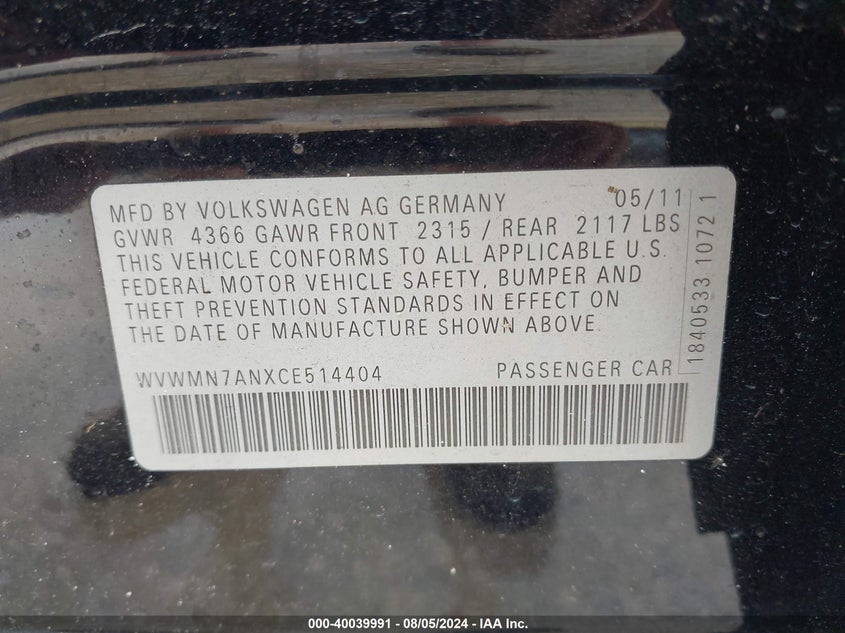 MFD BY VOLKSWAGEN AG GERMANY 05/11
GVWR 4366 GAWR FRONT 2315 / REAR 2117 LBS
THIS VEHICLE CONFORMS TO ALL APPLICABLE U.S.
FEDERAL MOTOR VEHICLE SAFETY, BUMPER AND
THEFT PREVENTION STANDARDS IN EFFECT ON
THE DATE OF MANUFACTURE SHOWN ABOVE.
WVWMN7ANXCE514404 PASSENGER CAR
1840533 10721
000-40039991 - 08/05/2024 - IAA Inc.